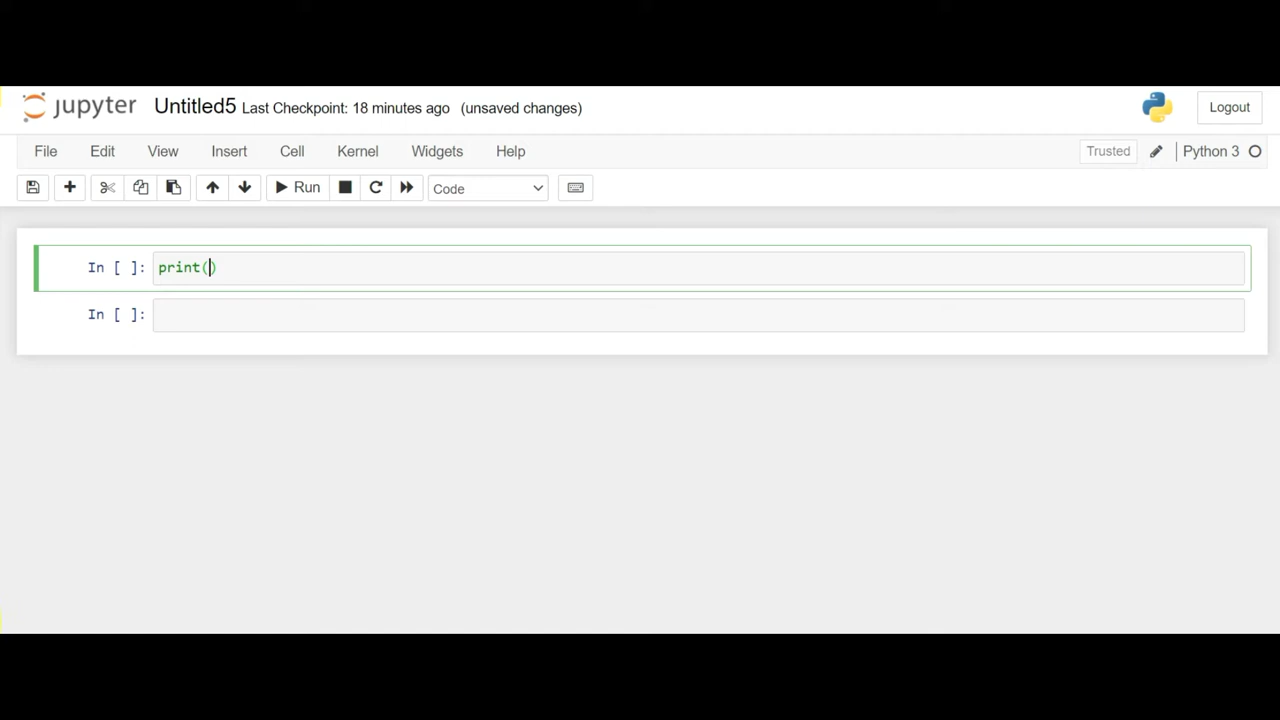 jupyter Untitled5 Last Checkpoint: 18 minutes ago (unsaved changes) Logout
File Edit View Insert Cell Kernel Widgets Help Trusted Python 3
Run Code
In [ ]: print()
In [ ]: